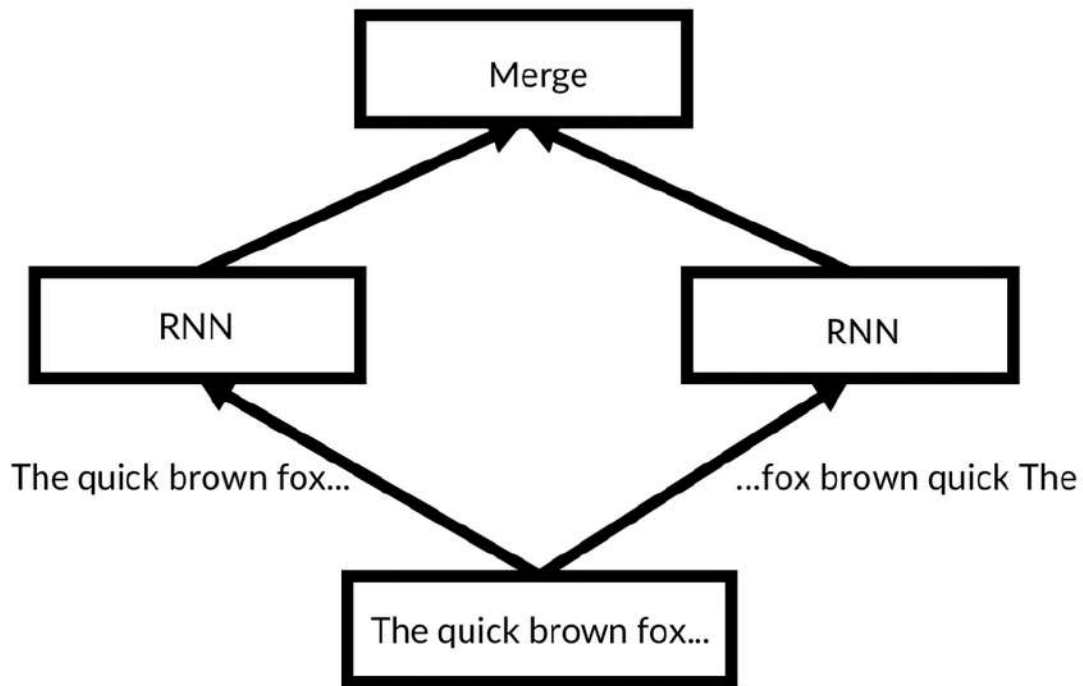 Merge
RNN
RNN
The quick brown fox...
...fox brown quick The
The quick brown fox...